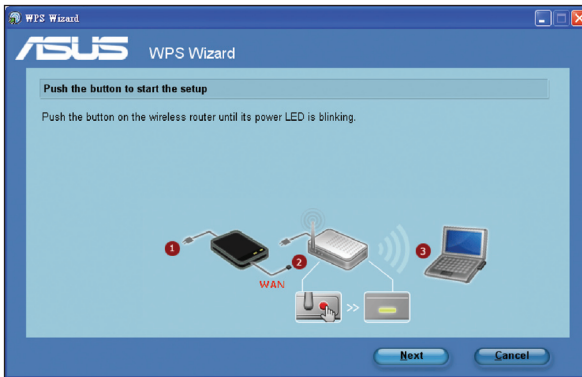 WPS Wizard
ASUS WPS Wizard
Push the button to start the setup
Push the button on the wireless router until its power LED is blinking.
1
2
3
WAN
>>
Next Cancel